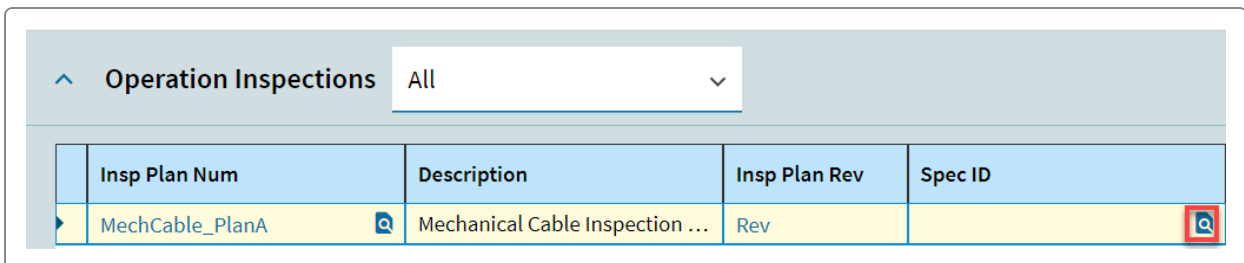 Operation Inspections All
Insp Plan Num Description Insp Plan Rev Spec ID
MechCable_PlanA Mechanical Cable Inspection ... Rev